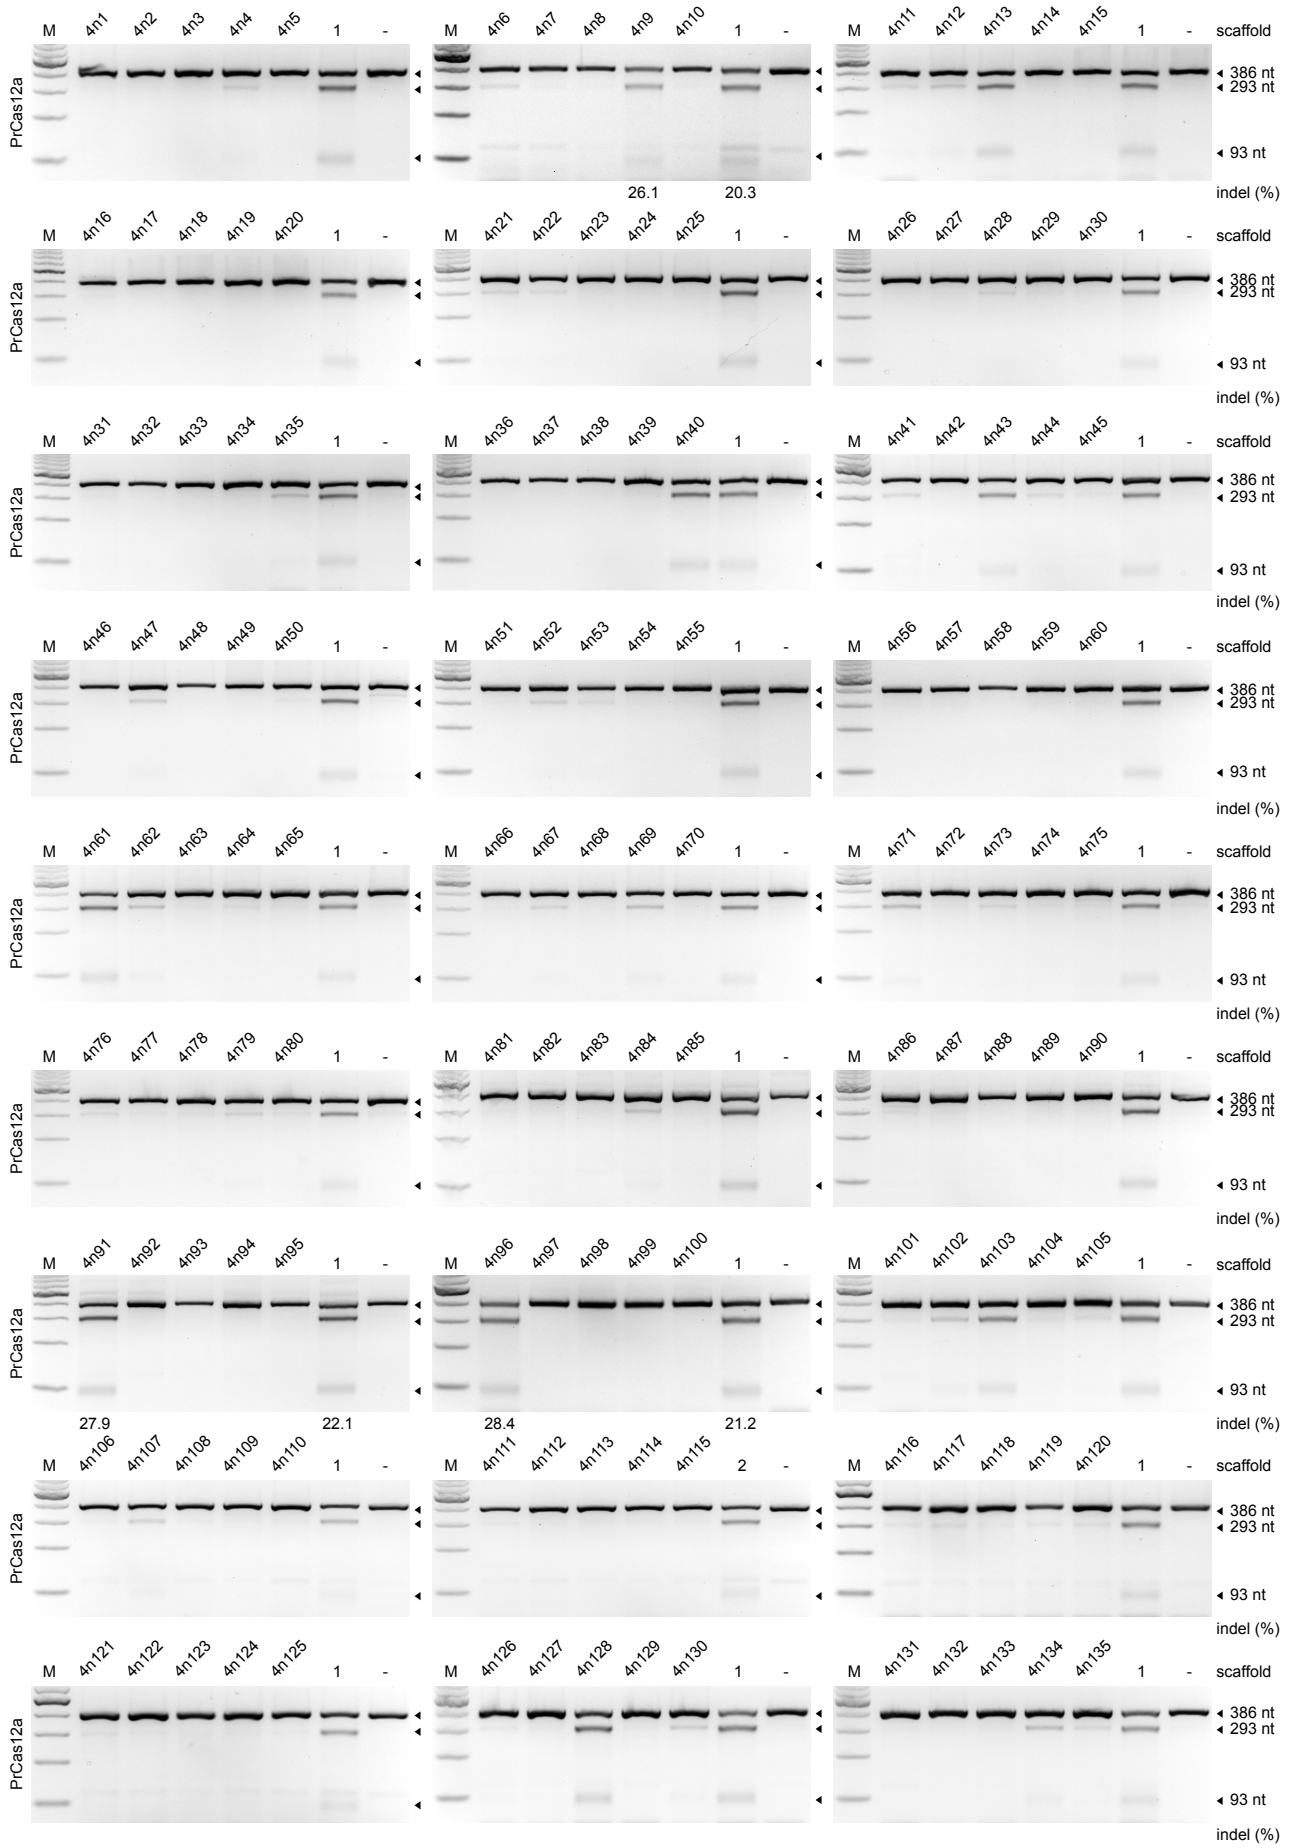 M 4n1 4n2 4n3 4n4 4n5 1 - M 4n6 4n7 4n8 4n9 4n10 1 - M 4n11 4n12 4n13 4n14 4n15 1 - scaffold
PrCas12a
386 nt
293 nt
93 nt
26.1 20.3 indel (%)
M 4n16 4n17 4n18 4n19 4n20 1 - M 4n21 4n22 4n23 4n24 4n25 1 - M 4n26 4n27 4n28 4n29 4n30 1 - scaffold
PrCas12a
386 nt
293 nt
93 nt
indel (%)
M 4n31 4n32 4n33 4n34 4n35 1 - M 4n36 4n37 4n38 4n39 4n40 1 - M 4n41 4n42 4n43 4n44 4n45 1 - scaffold
PrCas12a
386 nt
293 nt
93 nt
indel (%)
M 4n46 4n47 4n48 4n49 4n50 1 - M 4n51 4n52 4n53 4n54 4n55 1 - M 4n56 4n57 4n58 4n59 4n60 1 - scaffold
PrCas12a
386 nt
293 nt
93 nt
indel (%)
M 4n61 4n62 4n63 4n64 4n65 1 - M 4n66 4n67 4n68 4n69 4n70 1 - M 4n71 4n72 4n73 4n74 4n75 1 - scaffold
PrCas12a
386 nt
293 nt
93 nt
indel (%)
M 4n76 4n77 4n78 4n79 4n80 1 - M 4n81 4n82 4n83 4n84 4n85 1 - M 4n86 4n87 4n88 4n89 4n90 1 - scaffold
PrCas12a
386 nt
293 nt
93 nt
indel (%)
M 4n91 4n92 4n93 4n94 4n95 1 - M 4n96 4n97 4n98 4n99 4n100 1 - M 4n101 4n102 4n103 4n104 4n105 1 - scaffold
PrCas12a
386 nt
293 nt
93 nt
27.9 22.1 28.4 21.2 indel (%)
M 4n106 4n107 4n108 4n109 4n110 1 - M 4n111 4n112 4n113 4n114 4n115 2 - M 4n116 4n117 4n118 4n119 4n120 1 - scaffold
PrCas12a
386 nt
293 nt
93 nt
indel (%)
M 4n121 4n122 4n123 4n124 4n125 1 - M 4n126 4n127 4n128 4n129 4n130 1 - M 4n131 4n132 4n133 4n134 4n135 1 - scaffold
PrCas12a
386 nt
293 nt
93 nt
indel (%)